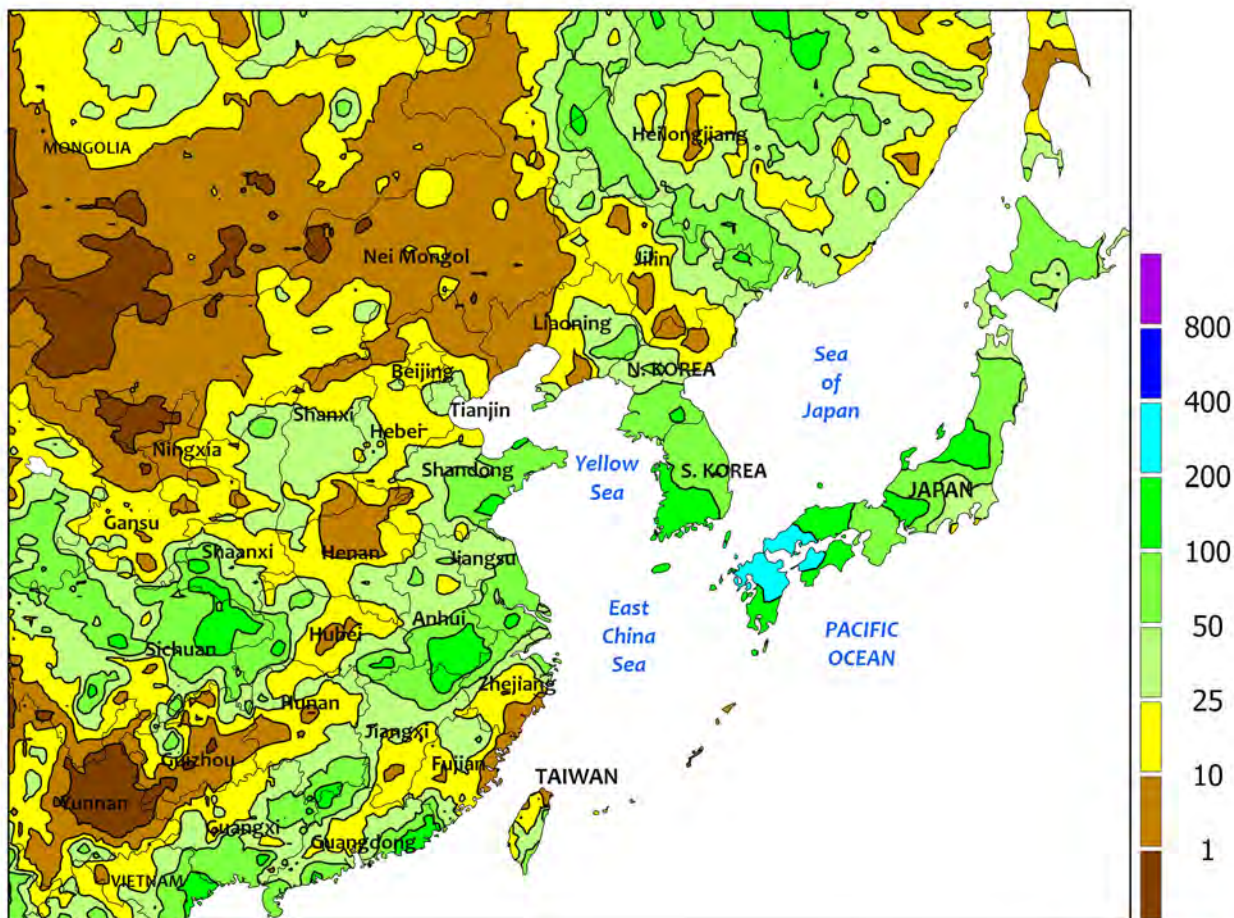 Heilongjiang
MONGOLIA
Nei Mongol
Jilin
Liaoning
Beijing
N. KOREA
Sea
of
Japan
Tianjin
Shanxi
Hebei
Ningxia
Shandong
Yellow
Sea
S. KOREA
JAPAN
Gansu
Shaanxi
Henan
Jiangsu
Anhui
East
China
Sea
PACIFIC
OCEAN
Hubei
Sichuan
Zhejiang
Hunan
Jiangxi
Guizhou
Fujian
TAIWAN
Yunnan
Guangxi
Guangdong
VIETNAM
800
400
200
100
50
25
10
1